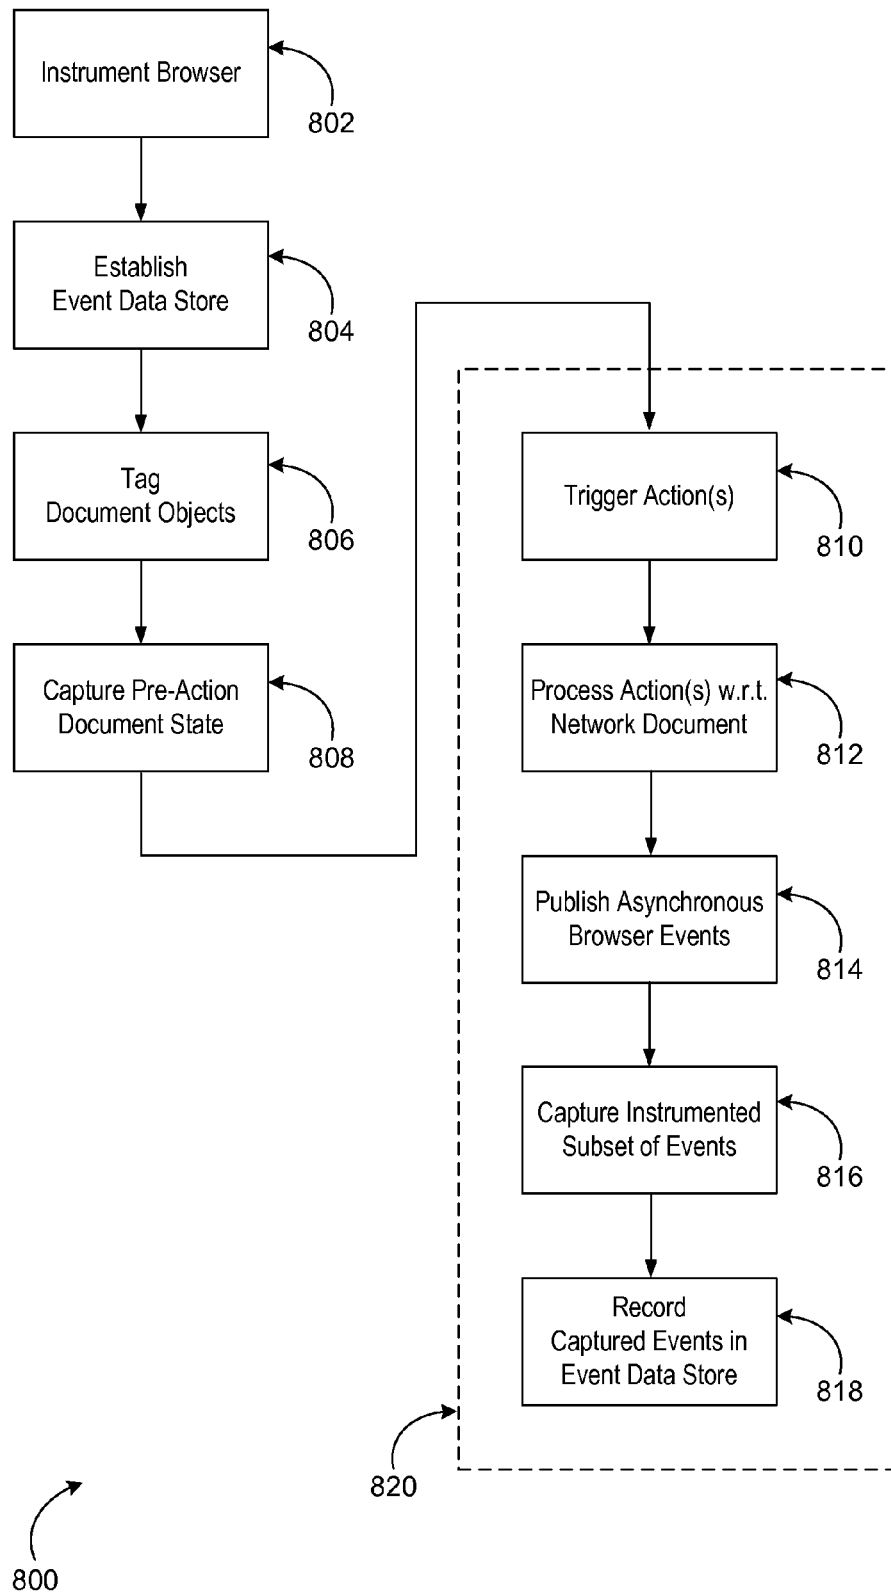 Instrument Browser
802
Establish
Event Data Store
804
Tag
Document Objects
806
Capture Pre-Action
Document State
808
Trigger Action(s)
810
Process Action(s) w.r.t.
Network Document
812
Publish Asynchronous
Browser Events
814
Capture Instrumented
Subset of Events
816
Record
Captured Events in
Event Data Store
818
820
800